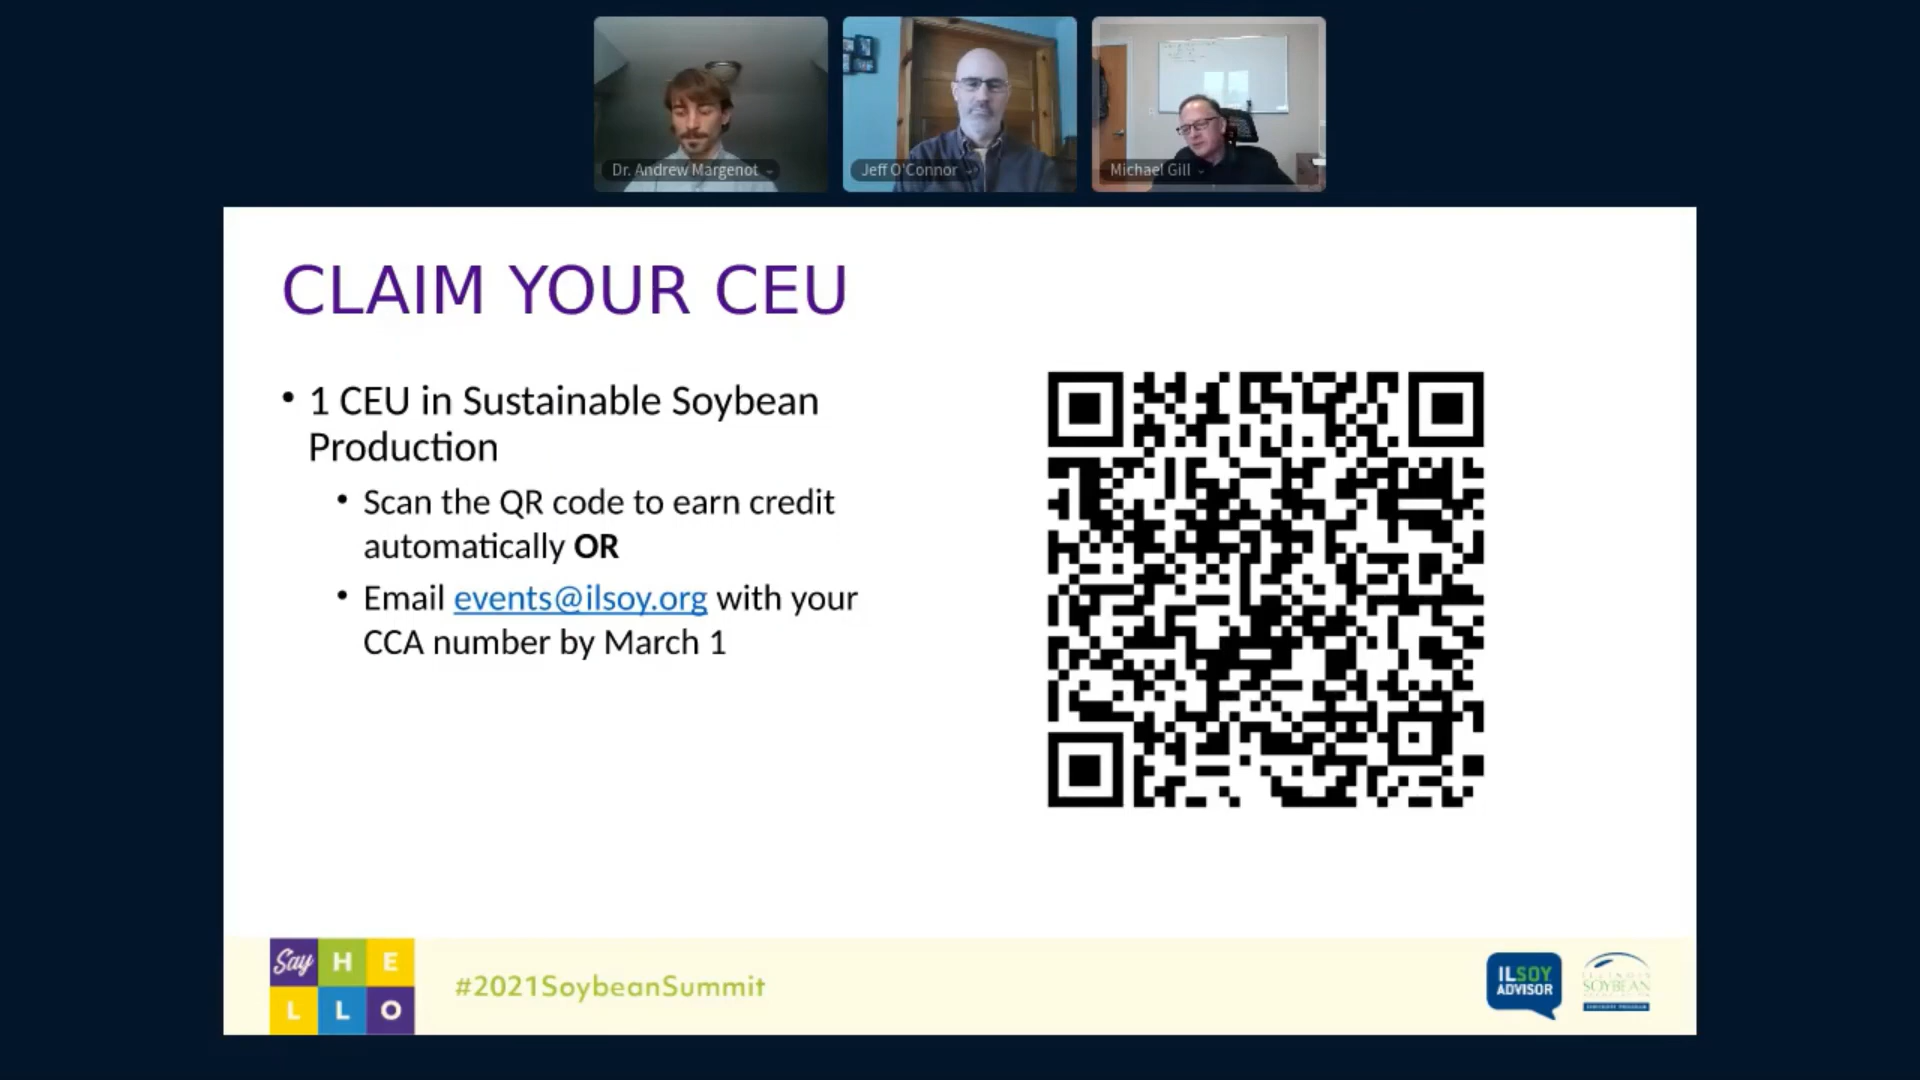 Dr. Andrew Margenot
Jeff O'Connor
Michael Gill
CLAIM YOUR CEU
• 1 CEU in Sustainable Soybean
Production
• Scan the QR code to earn credit
automatically OR
• Email events@ilsoy.org with your
CCA number by March 1
Say H E
L L O
#2021SoybeanSummit
ILSOY
ADVISOR
ILLINOIS
SOYBEAN